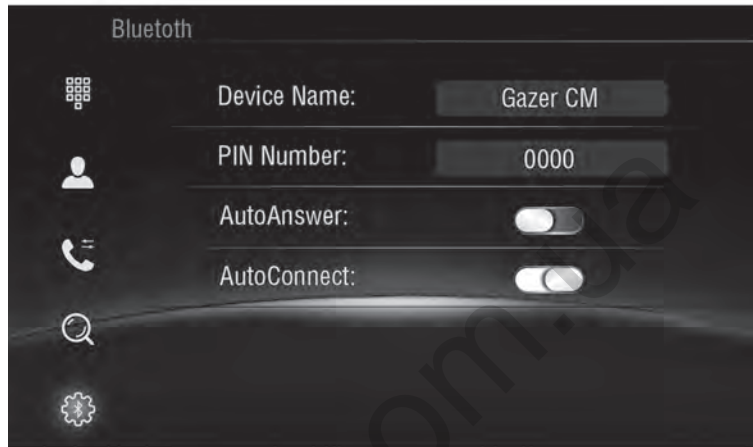 Bluetoth
Device Name: Gazer CM
PIN Number: 0000
AutoAnswer:
AutoConnect: